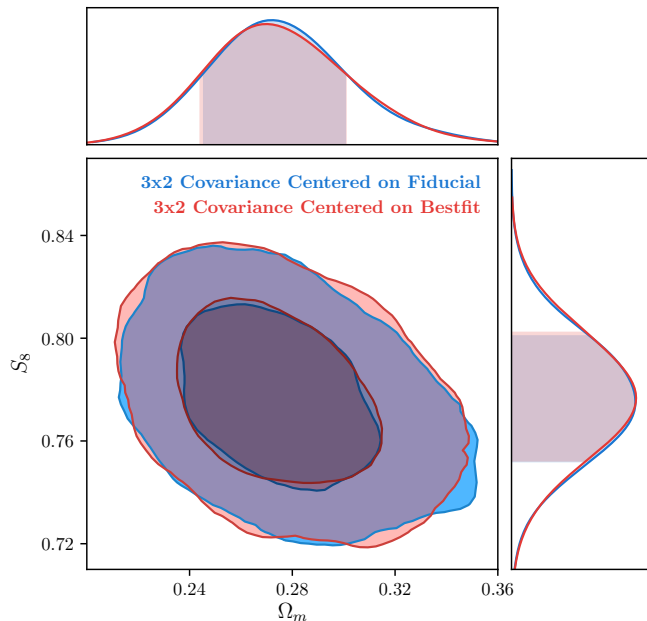 3x2 Covariance Centered on Fiducial
3x2 Covariance Centered on Bestfit
0.84
0.80
0.76
0.72
S₈
0.24
0.28
0.32
0.36
Ωₘ